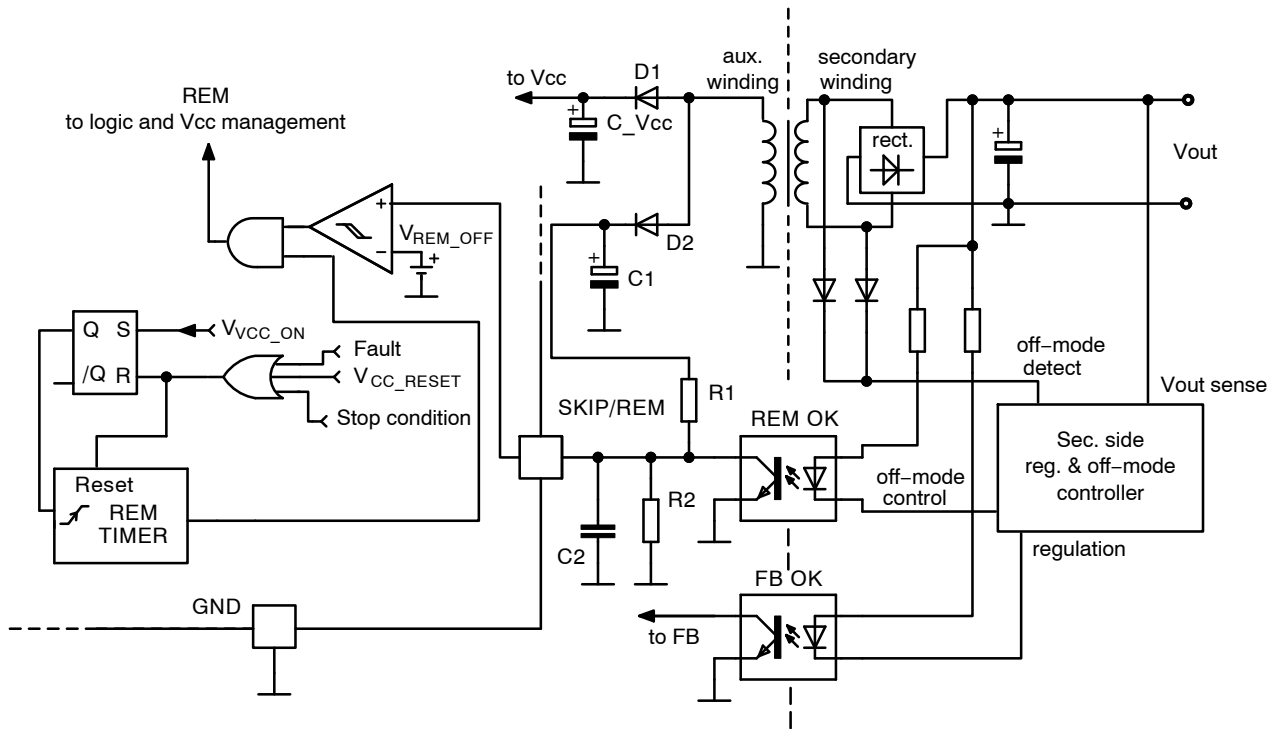 aux.
winding
secondary
winding
D1
to Vcc
REM
to logic and Vcc management
+
C_Vcc
rect.
+
Vout
+
V_REM_OFF
−
+
D2
+
C1
Q S
V_VCC_ON
/Q R
Fault
V_CC_RESET
Stop condition
off−mode
detect
Vout sense
R1
SKIP/REM
REM OK
Sec. side
reg. & off−mode
controller
off−mode
control
Reset
REM
TIMER
R2
C2
regulation
FB OK
GND
to FB